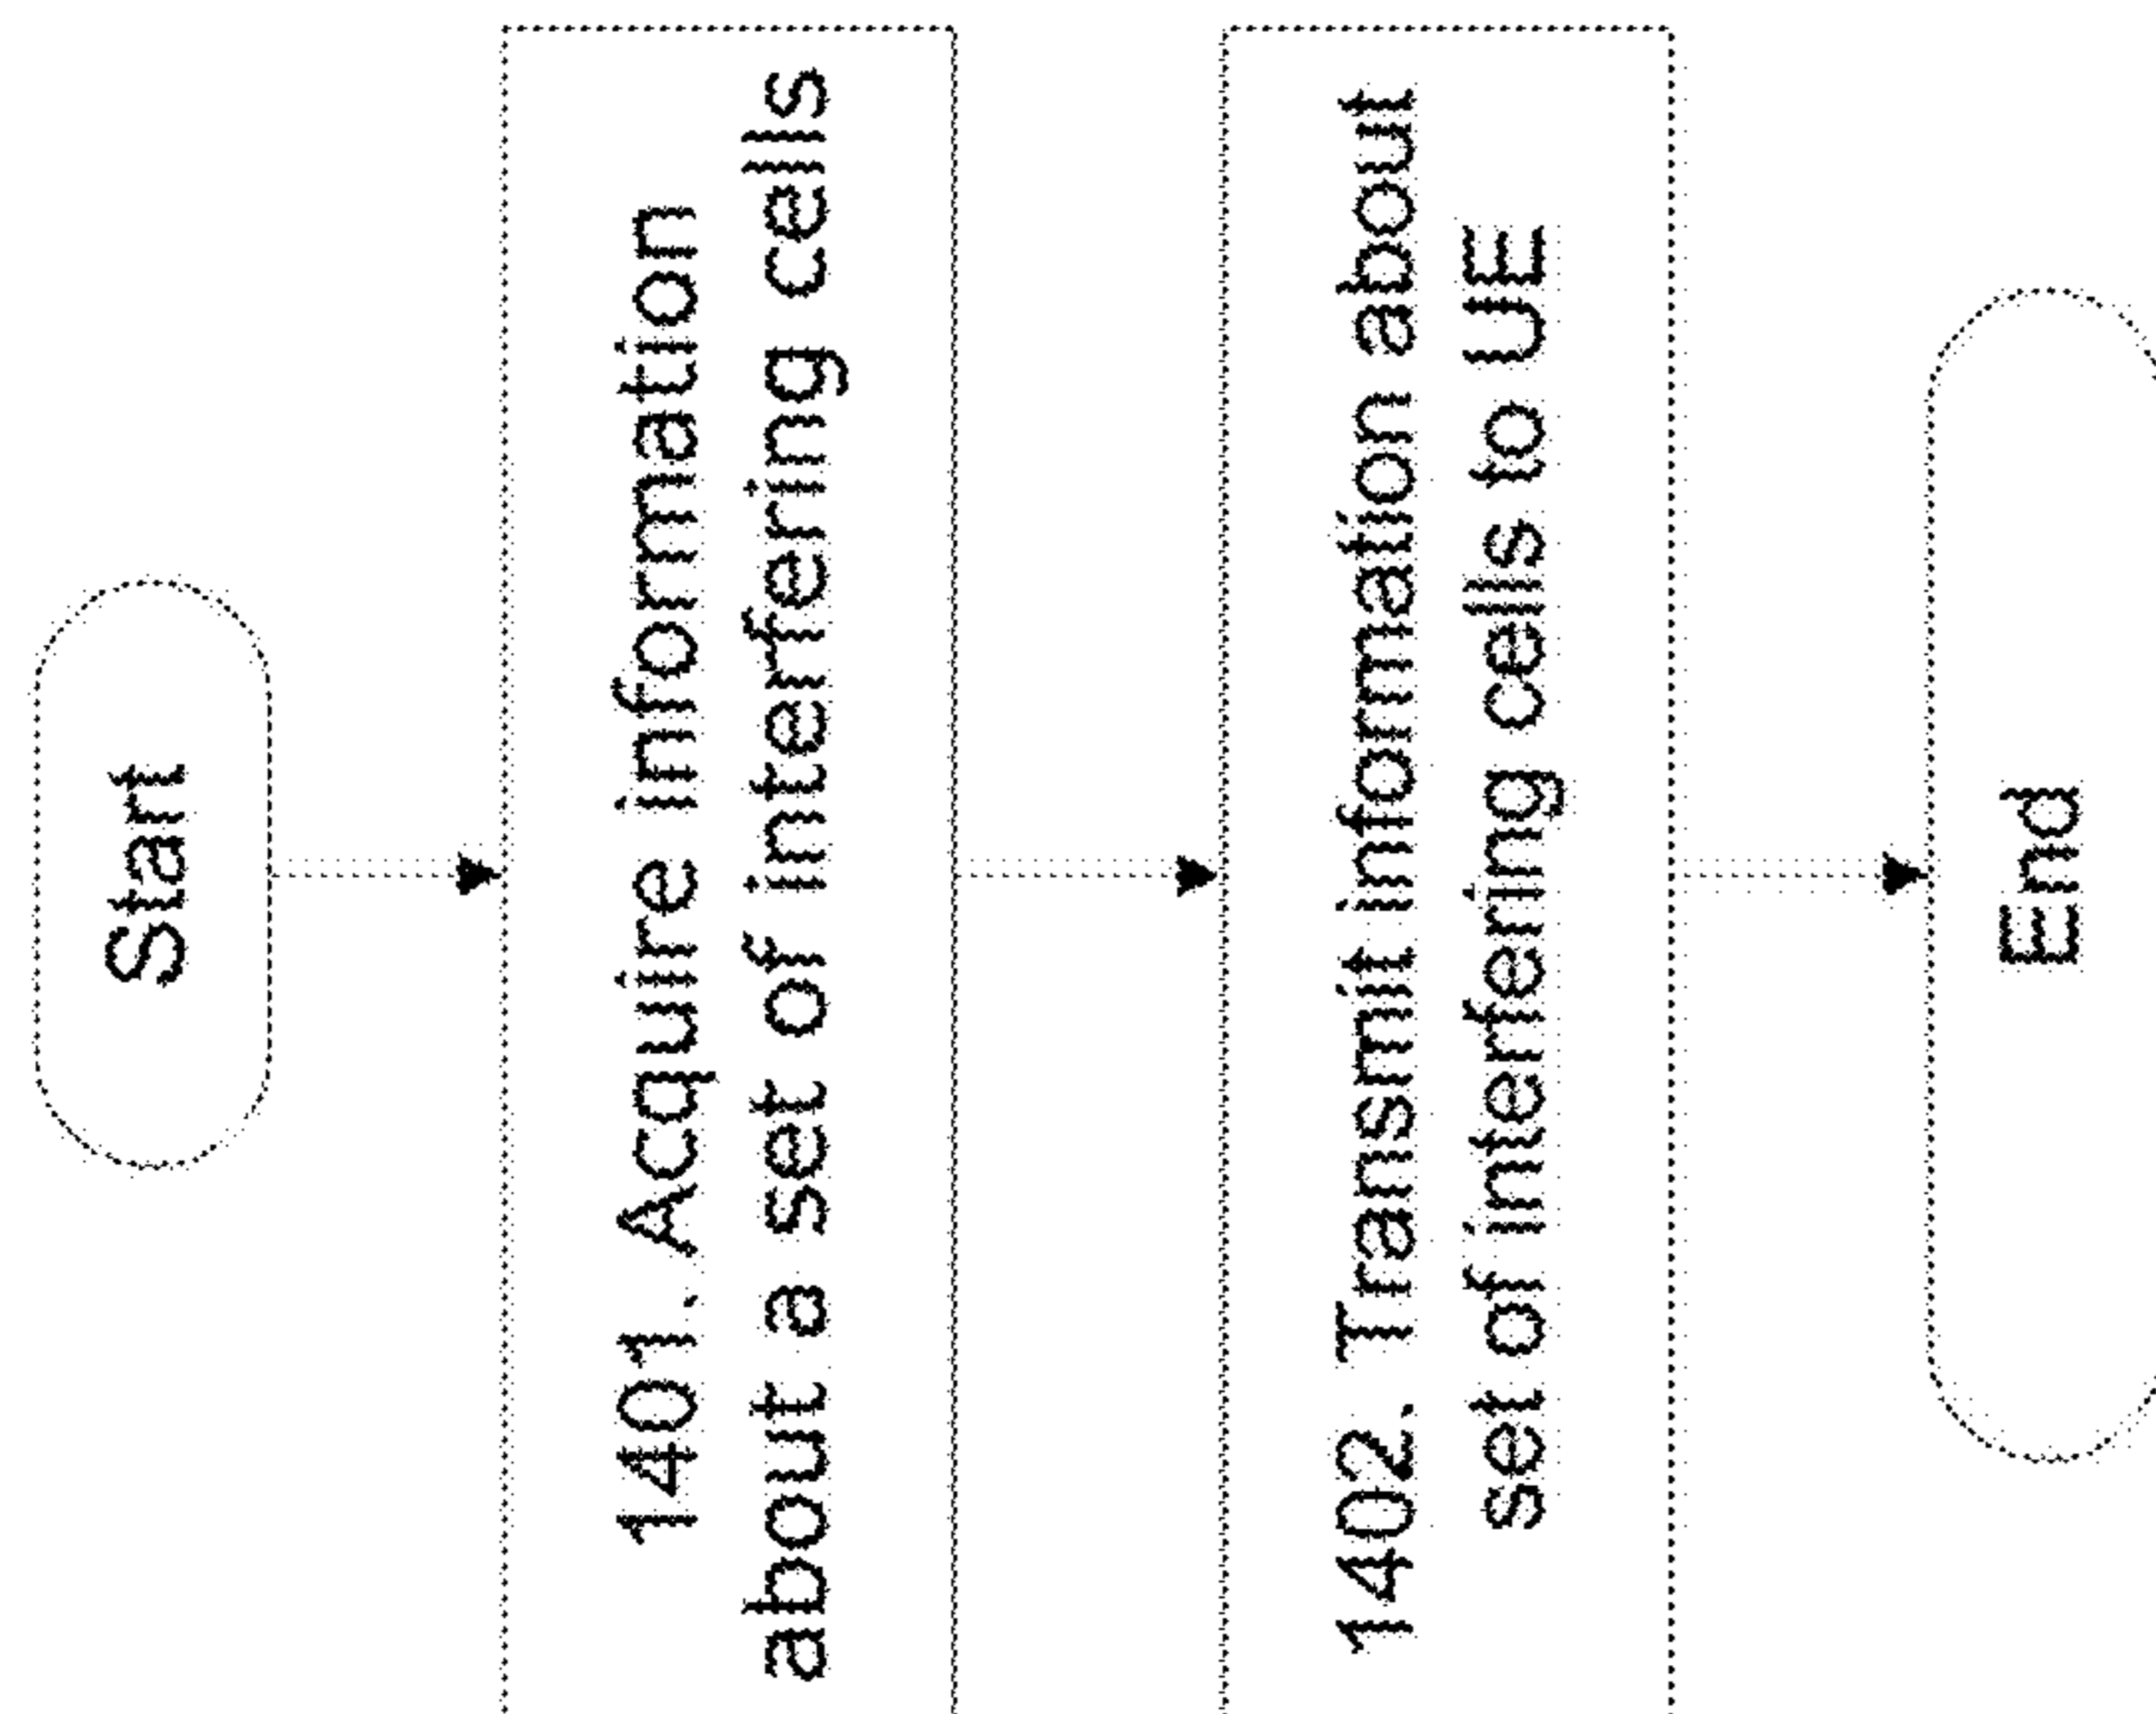 Start
1401. Acquire information
about a set of interfering cells
1402. Transmit information about
set of interfering cells to UE
End